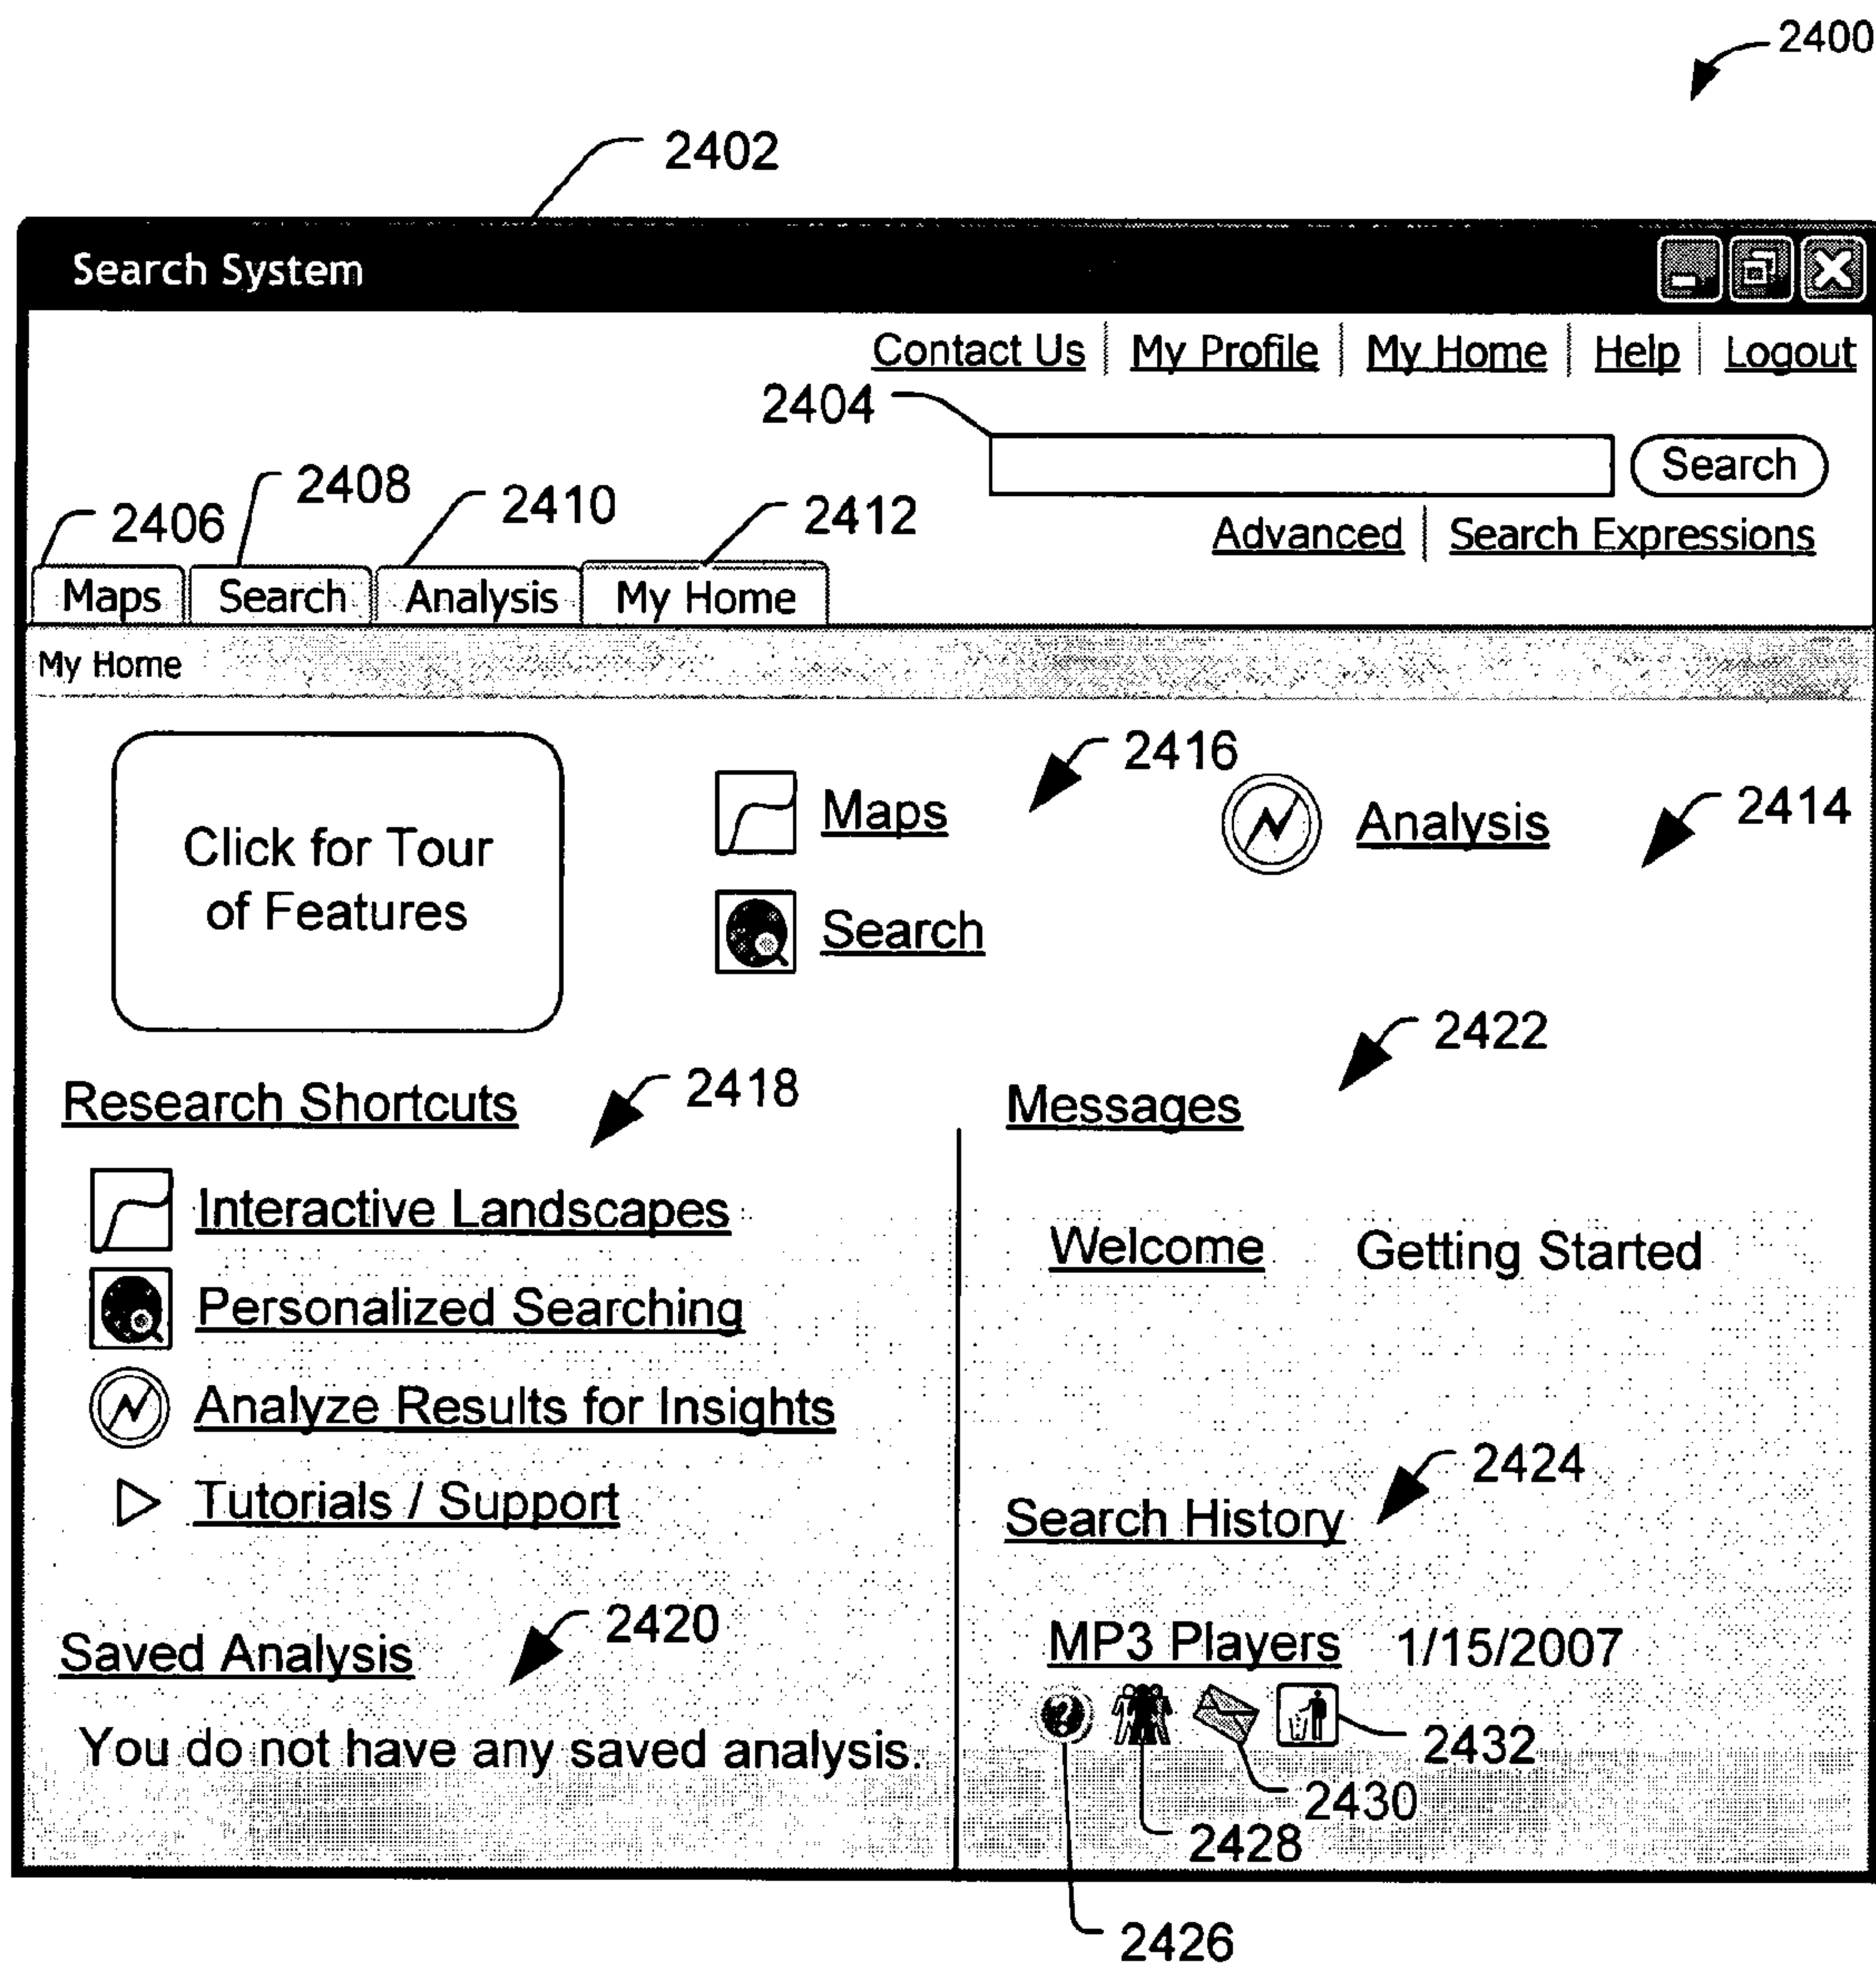 2400
2402
Search System
Contact Us | My Profile | My Home | Help | Logout
2404
Search
2406 2408 2410 2412
Advanced | Search Expressions
Maps Search Analysis My Home
My Home
Click for Tour
of Features
Maps
2416
Analysis
2414
Search
Research Shortcuts
2418
Interactive Landscapes
Personalized Searching
Analyze Results for Insights
Tutorials / Support
Saved Analysis
2420
You do not have any saved analysis.
Messages
2422
Welcome Getting Started
Search History
2424
MP3 Players 1/15/2007
2432
2430
2428
2426